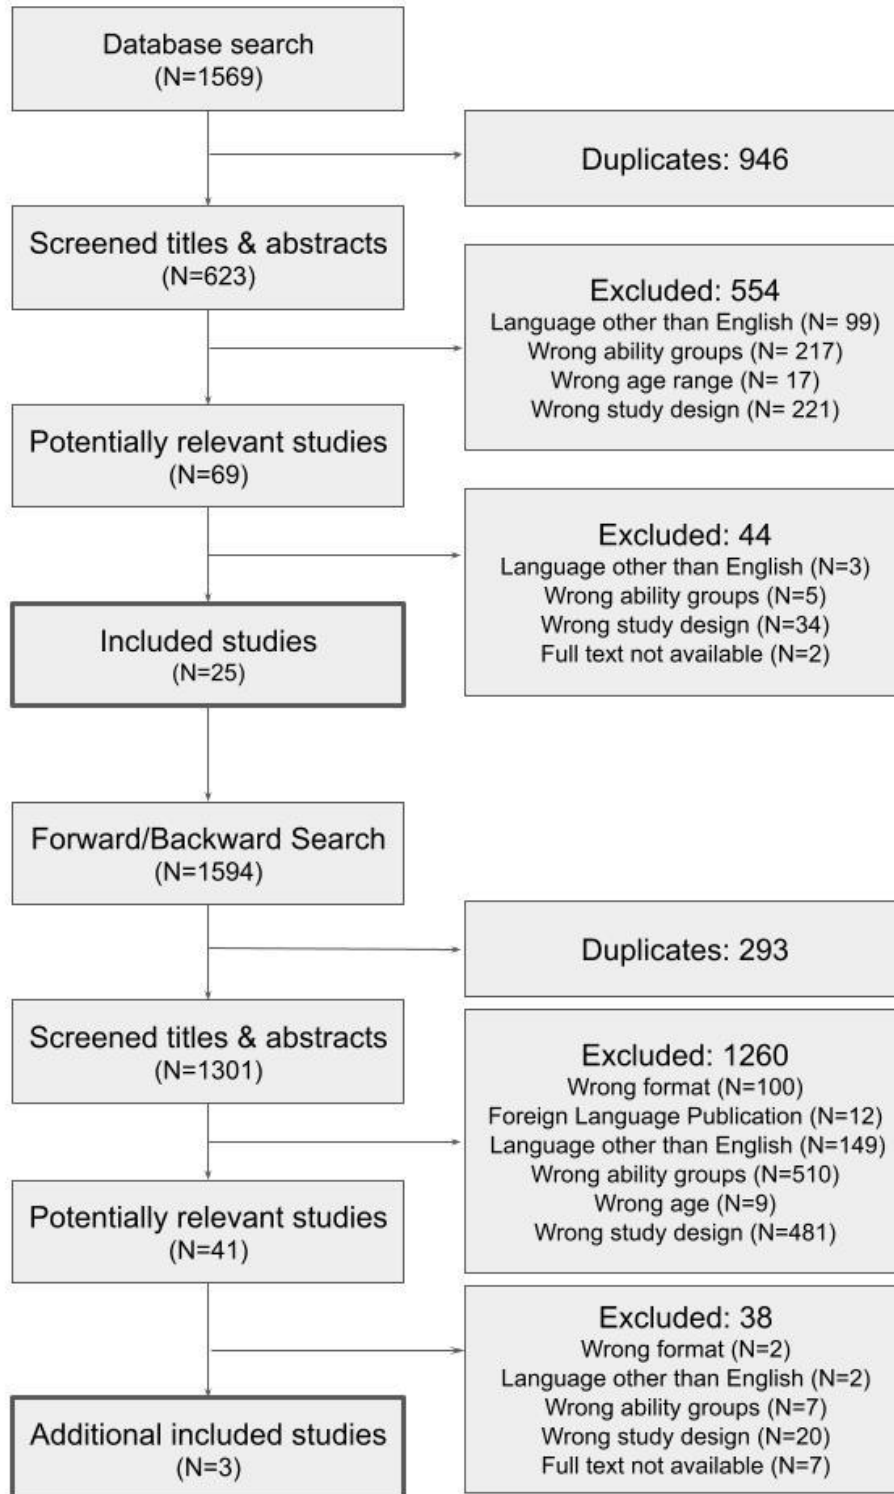 Database search
(N=1569)
Duplicates: 946
Screened titles & abstracts
(N=623)
Excluded: 554
Language other than English (N= 99)
Wrong ability groups (N= 217)
Wrong age range (N= 17)
Wrong study design (N= 221)
Potentially relevant studies
(N=69)
Excluded: 44
Language other than English (N=3)
Wrong ability groups (N=5)
Wrong study design (N=34)
Full text not available (N=2)
Included studies
(N=25)
Forward/Backward Search
(N=1594)
Duplicates: 293
Screened titles & abstracts
(N=1301)
Excluded: 1260
Wrong format (N=100)
Foreign Language Publication (N=12)
Language other than English (N=149)
Wrong ability groups (N=510)
Wrong age (N=9)
Wrong study design (N=481)
Potentially relevant studies
(N=41)
Excluded: 38
Wrong format (N=2)
Language other than English (N=2)
Wrong ability groups (N=7)
Wrong study design (N=20)
Full text not available (N=7)
Additional included studies
(N=3)